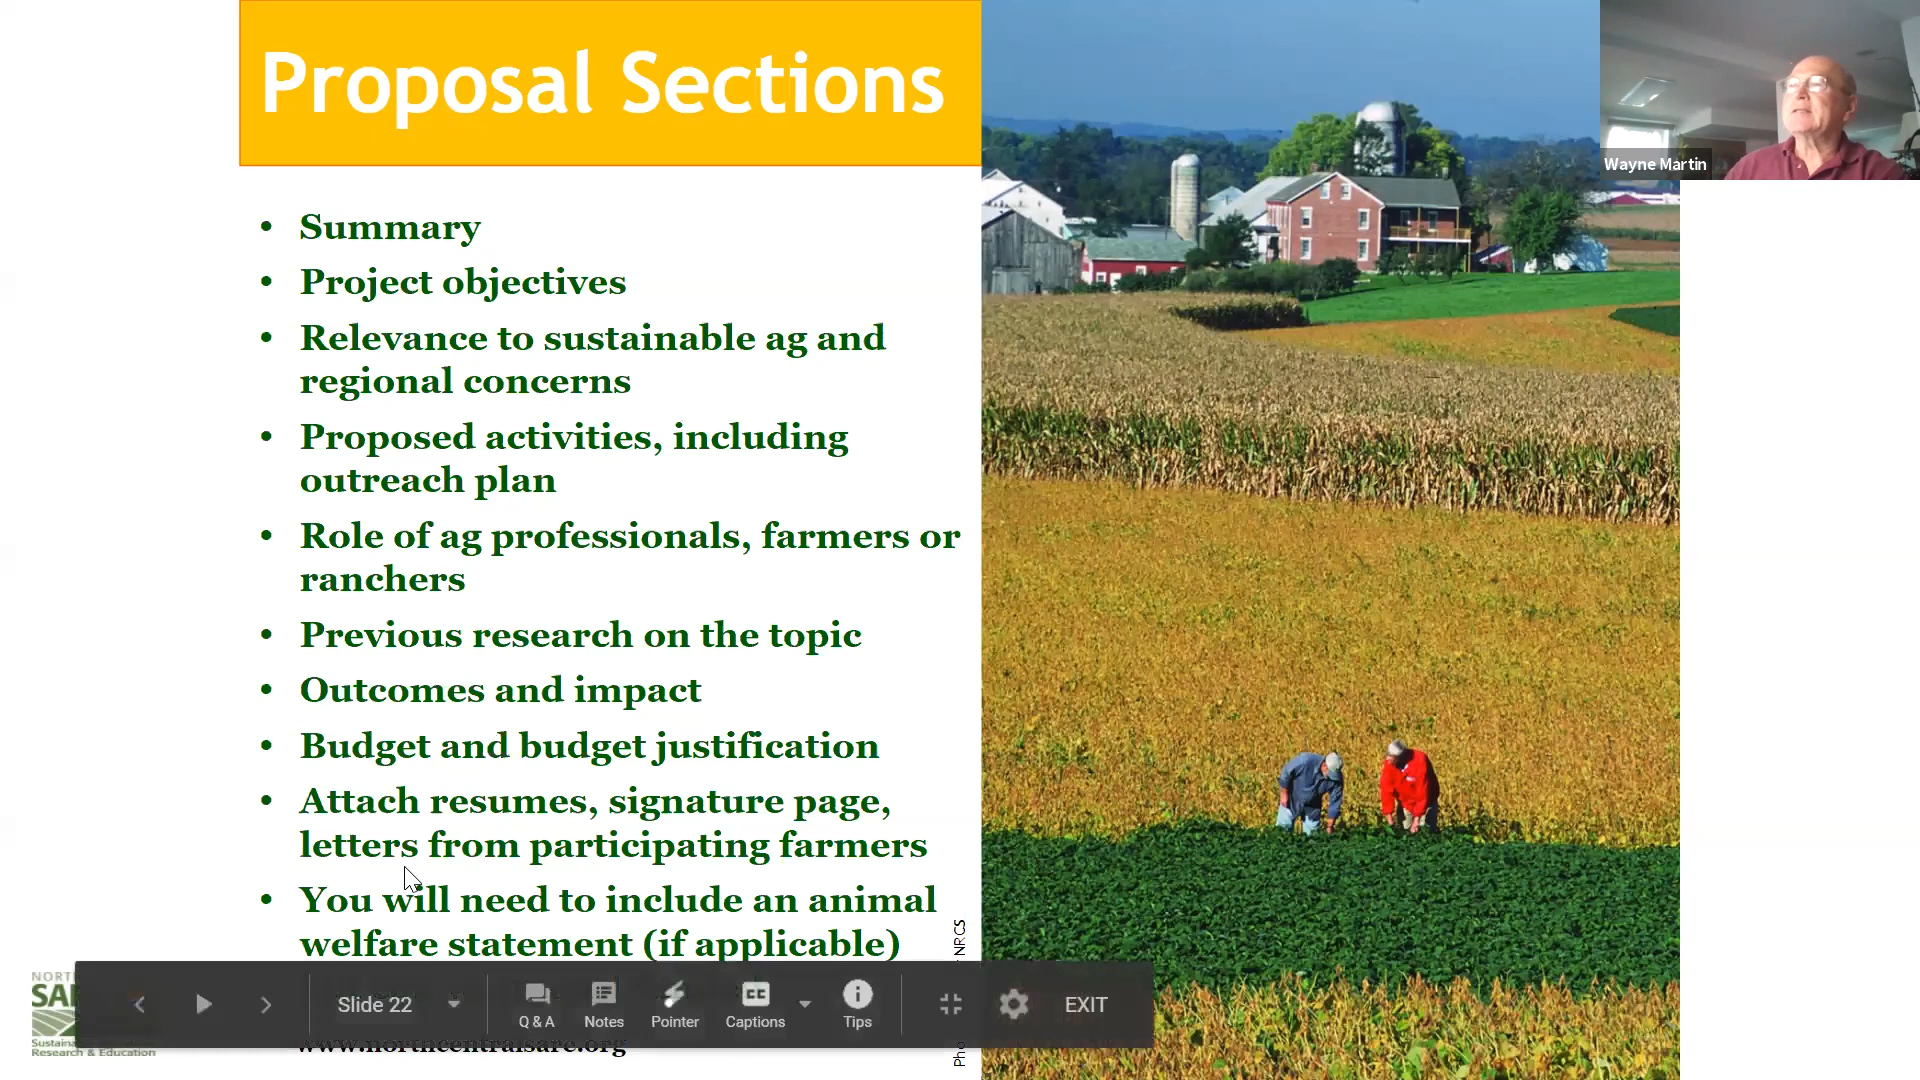 Proposal Sections
Wayne Martin
• Summary
• Project objectives
• Relevance to sustainable ag and
regional concerns
• Proposed activities, including
outreach plan
• Role of ag professionals, farmers or
ranchers
• Previous research on the topic
• Outcomes and impact
• Budget and budget justification
• Attach resumes, signature page,
letters from participating farmers
• You will need to include an animal
welfare statement (if applicable)
NRCS
Slide 22
Q & A
Notes
Pointer
CC
Captions
Tips
EXIT
Research & Education
www.northcentralsare.org